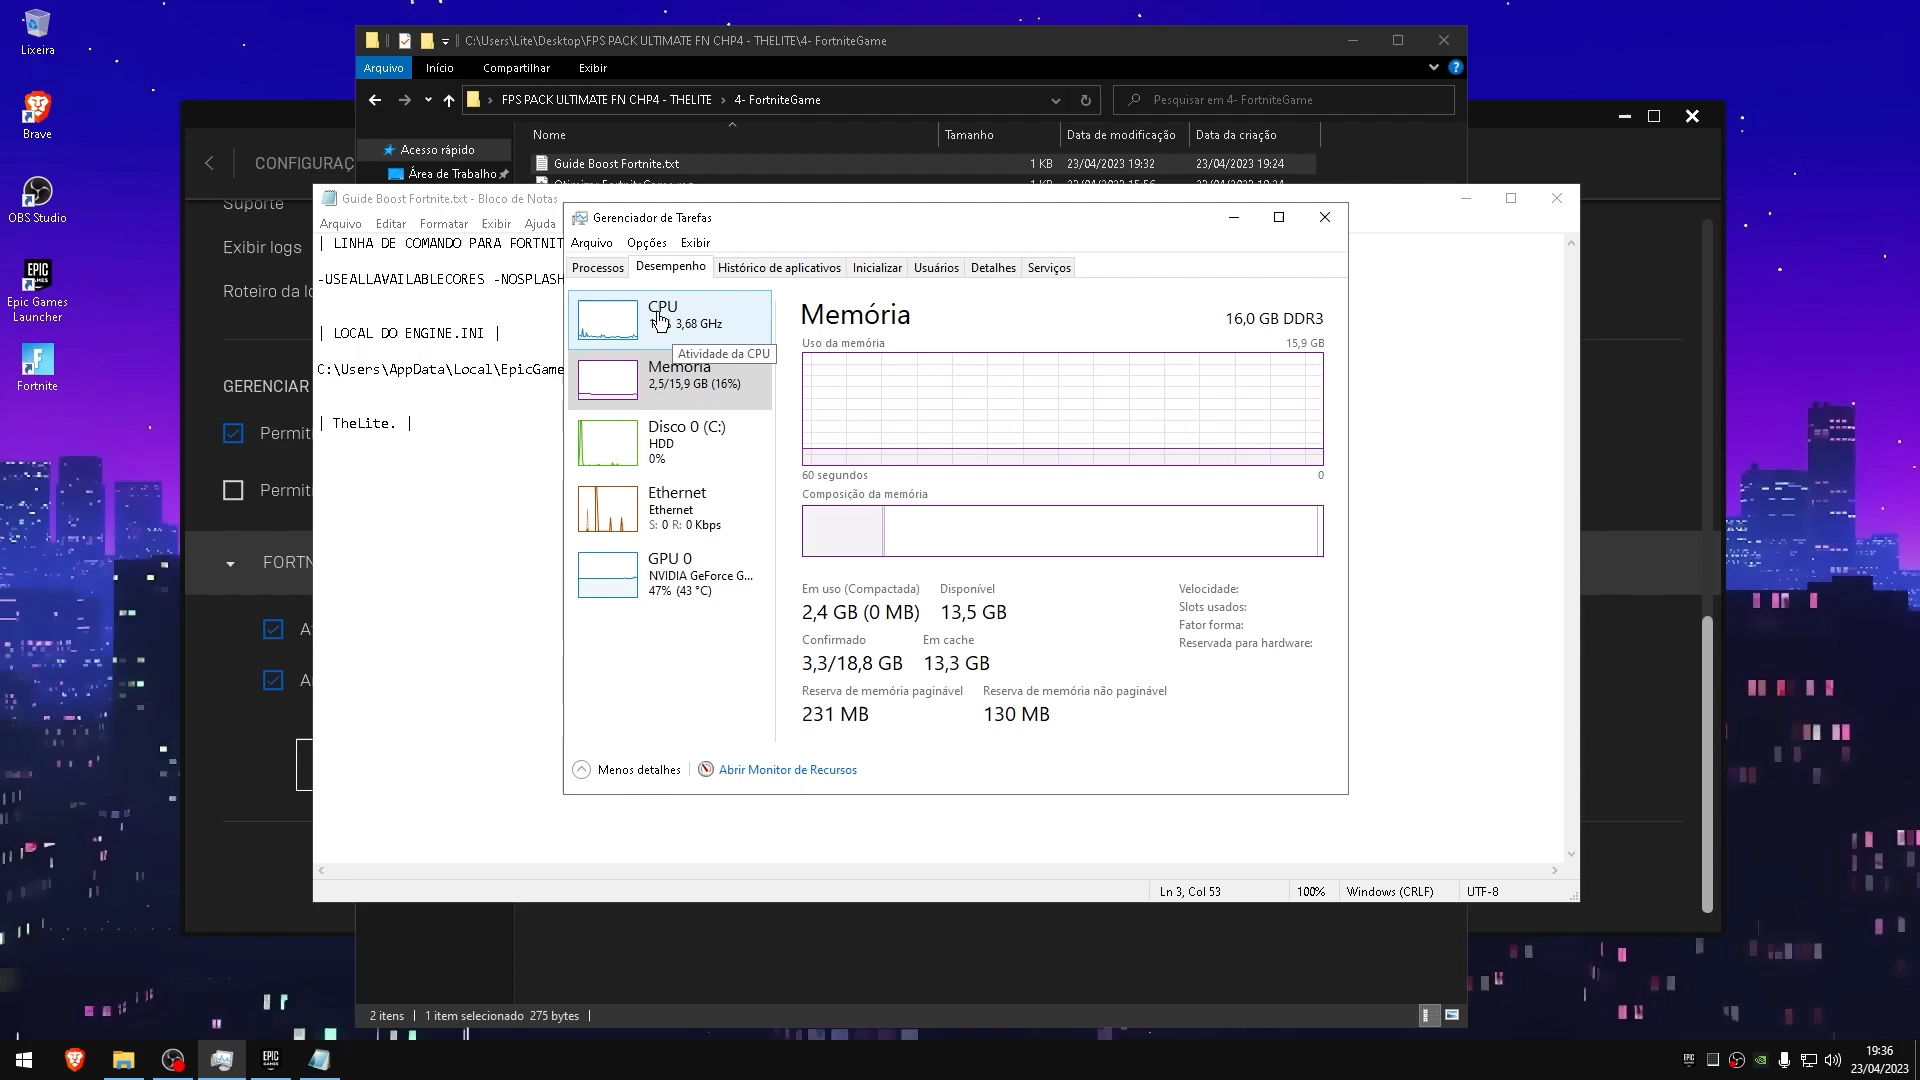 Lixeira
Brave
OBS Studio
Epic Games
Launcher
Fortnite
C:\Users\Lite\Desktop\FPS PACK ULTIMATE FN CHP4 - THELITE\4- FortniteGame
Arquivo Início Compartilhar Exibir
FPS PACK ULTIMATE FN CHP4 - THELITE > 4- FortniteGame
Pesquisar em 4- FortniteGame
Nome Tamanho Data de modificação Data da criação
Acesso rápido
Área de Trabalho
Guide Boost Fortnite.txt 1 KB 23/04/2023 19:32 23/04/2023 19:24
CONFIGURAÇ
Suporte
Exibir logs
Roteiro da lo
GERENCIAR
Permiti
Permiti
FORTN
Guide Boost Fortnite.txt - Bloco de Notas
Arquivo Editar Formatar Exibir Ajuda
| LINHA DE COMANDO PARA FORTNIT
-USEALLAVAILABLECORES -NOSPLASH
| LOCAL DO ENGINE.INI |
C:\Users\AppData\Local\EpicGame
| TheLite. |
Gerenciador de Tarefas
Arquivo Opções Exibir
Processos Desempenho Histórico de aplicativos Inicializar Usuários Detalhes Serviços
CPU
3,68 GHz
Atividade da CPU
Memória
2,5/15,9 GB (16%)
Disco 0 (C:)
HDD
0%
Ethernet
Ethernet
S: 0 R: 0 Kbps
GPU 0
NVIDIA GeForce G...
47% (43 °C)
Memória 16,0 GB DDR3
Uso da memória 15,9 GB
60 segundos 0
Composição da memória
Em uso (Compactada) Disponível
2,4 GB (0 MB) 13,5 GB
Confirmado Em cache
3,3/18,8 GB 13,3 GB
Reserva de memória paginável Reserva de memória não paginável
231 MB 130 MB
Velocidade:
Slots usados:
Fator forma:
Reservada para hardware:
Menos detalhes Abrir Monitor de Recursos
Ln 3, Col 53 100% Windows (CRLF) UTF-8
2 itens 1 item selecionado 275 bytes
19:36
23/04/2023